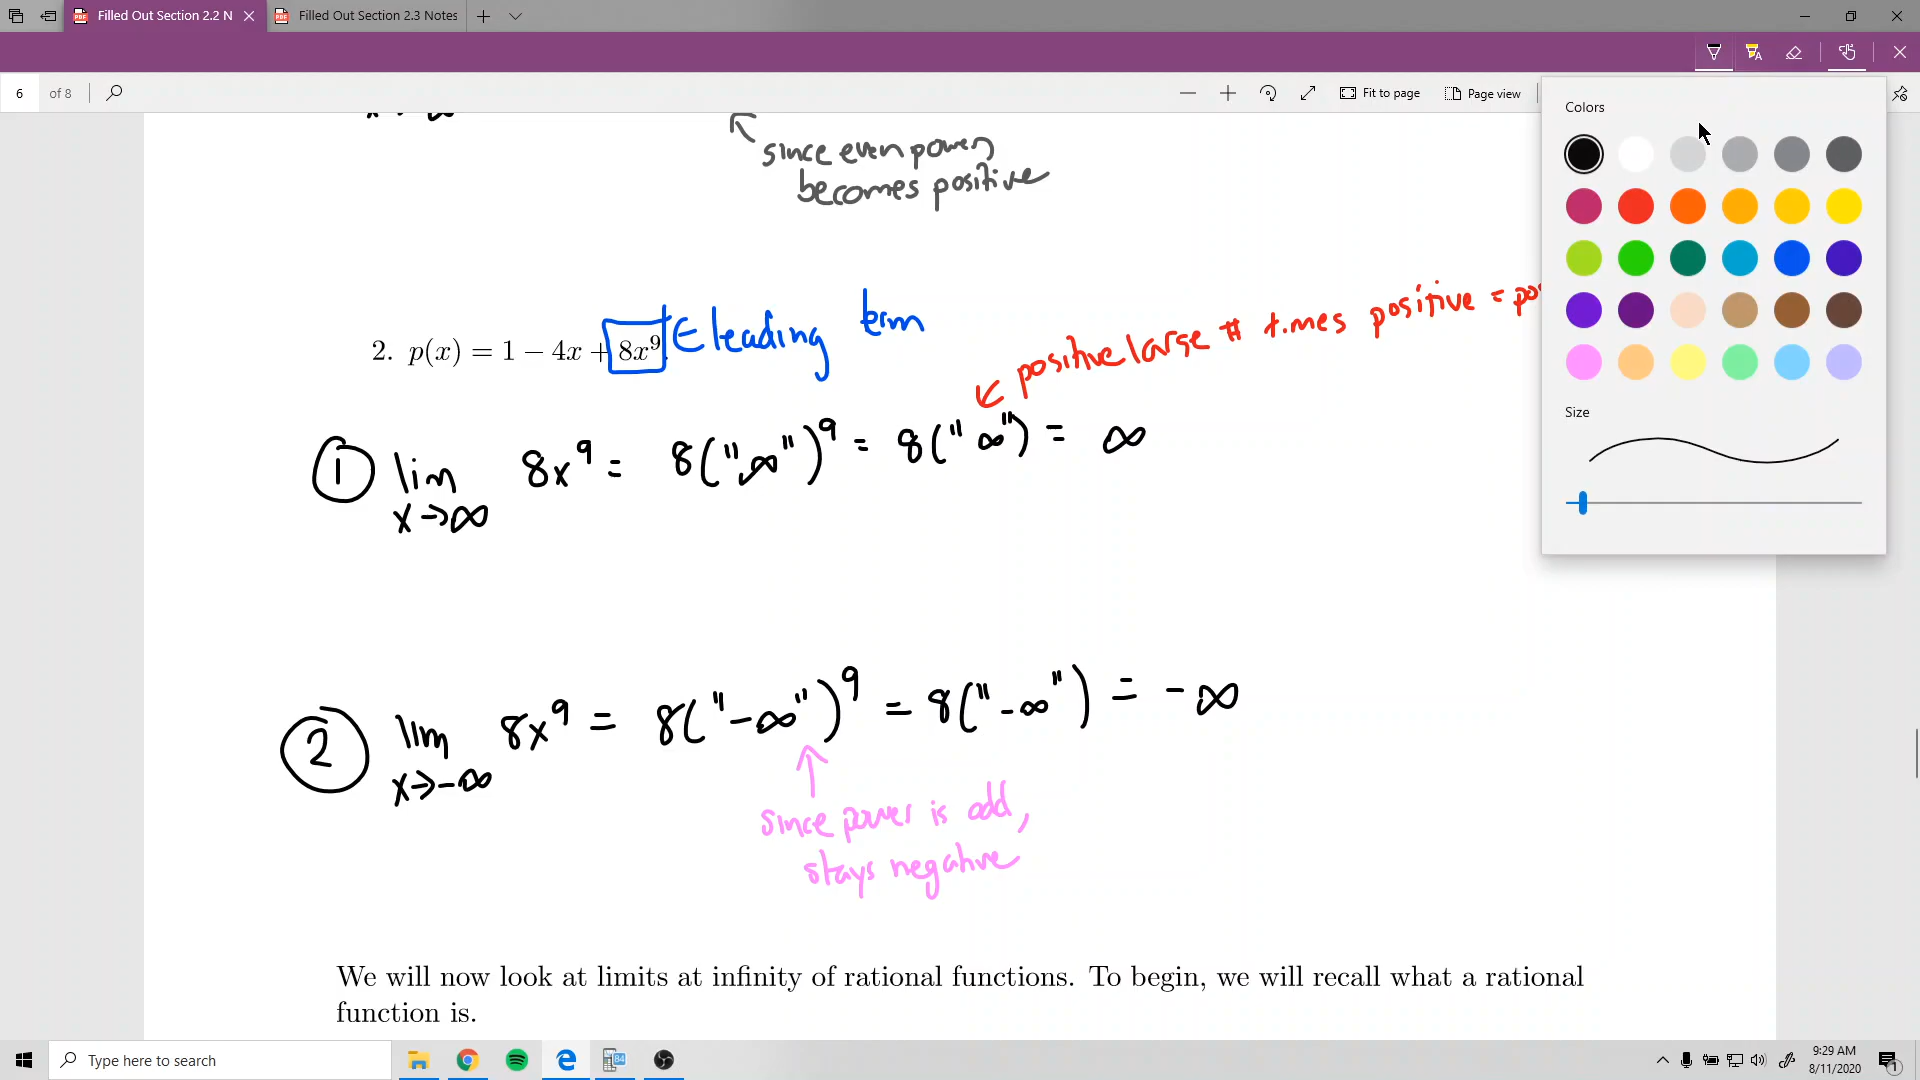 Filled Out Section 2.2 N
Filled Out Section 2.3 Notes
6 of 8
Fit to page
Page view
Colors
Size
since even power,
becomes positive
2. p(x) = 1 − 4x + 8x⁹. ← leading term
positive large # times positive = pos
① lim x→∞ 8x⁹ = 8("∞")⁹ = 8("∞") = ∞
② lim x→-∞ 8x⁹ = 8("-∞")⁹ = 8("-∞") = -∞
since power is odd,
stays negative
We will now look at limits at infinity of rational functions. To begin, we will recall what a rational
function is.
Type here to search
84
9:29 AM
8/11/2020
1